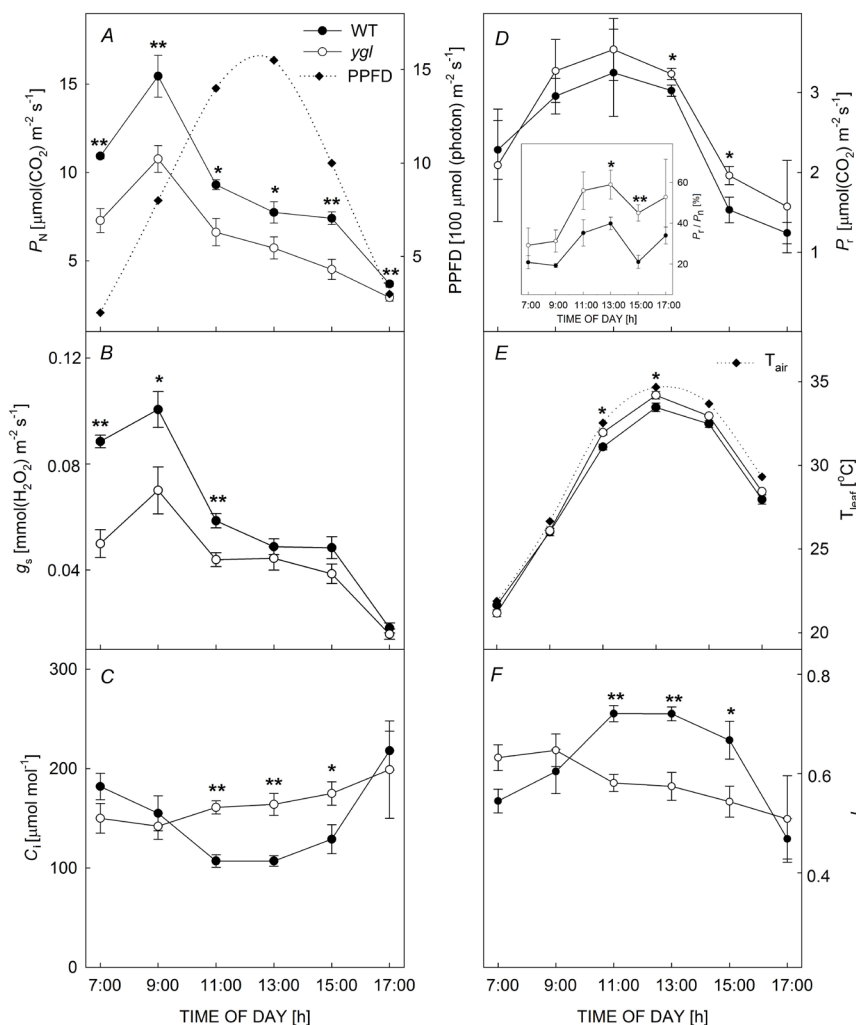 A
WT
ygl
PPFD
**
**
*
*
**
**
15
10
5
P_N [µmol(CO₂) m⁻² s⁻¹]
15
10
5
PPFD [100 µmol (photon) m⁻² s⁻¹]
D
*
*
3
2
1
P_r [µmol(CO₂) m⁻² s⁻¹]
*
**
60
40
20
P_r / P_n [%]
7:00 9:00 11:00 13:00 15:00 17:00
TIME OF DAY [h]
B
**
*
**
0.12
0.08
0.04
g_s [mmol(H₂O₂) m⁻² s⁻¹]
E
T_air
*
*
35
30
25
20
T_leaf [°C]
C
**
**
*
300
200
100
0
C_i [µmol mol⁻¹]
7:00 9:00 11:00 13:00 15:00 17:00
TIME OF DAY [h]
F
**
**
*
0.8
0.6
0.4
7:00 9:00 11:00 13:00 15:00 17:00
TIME OF DAY [h]